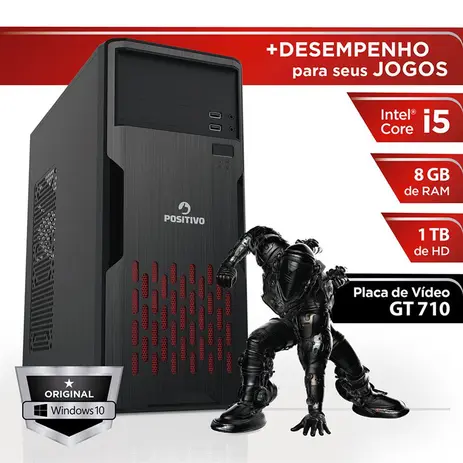 +DESEMPENHO
para seus JOGOS
Intel®
Core i5
8 GB
de RAM
1 TB
de HD
Placa de Vídeo
GT 710
POSITIVO
ORIGINAL
Windows 10